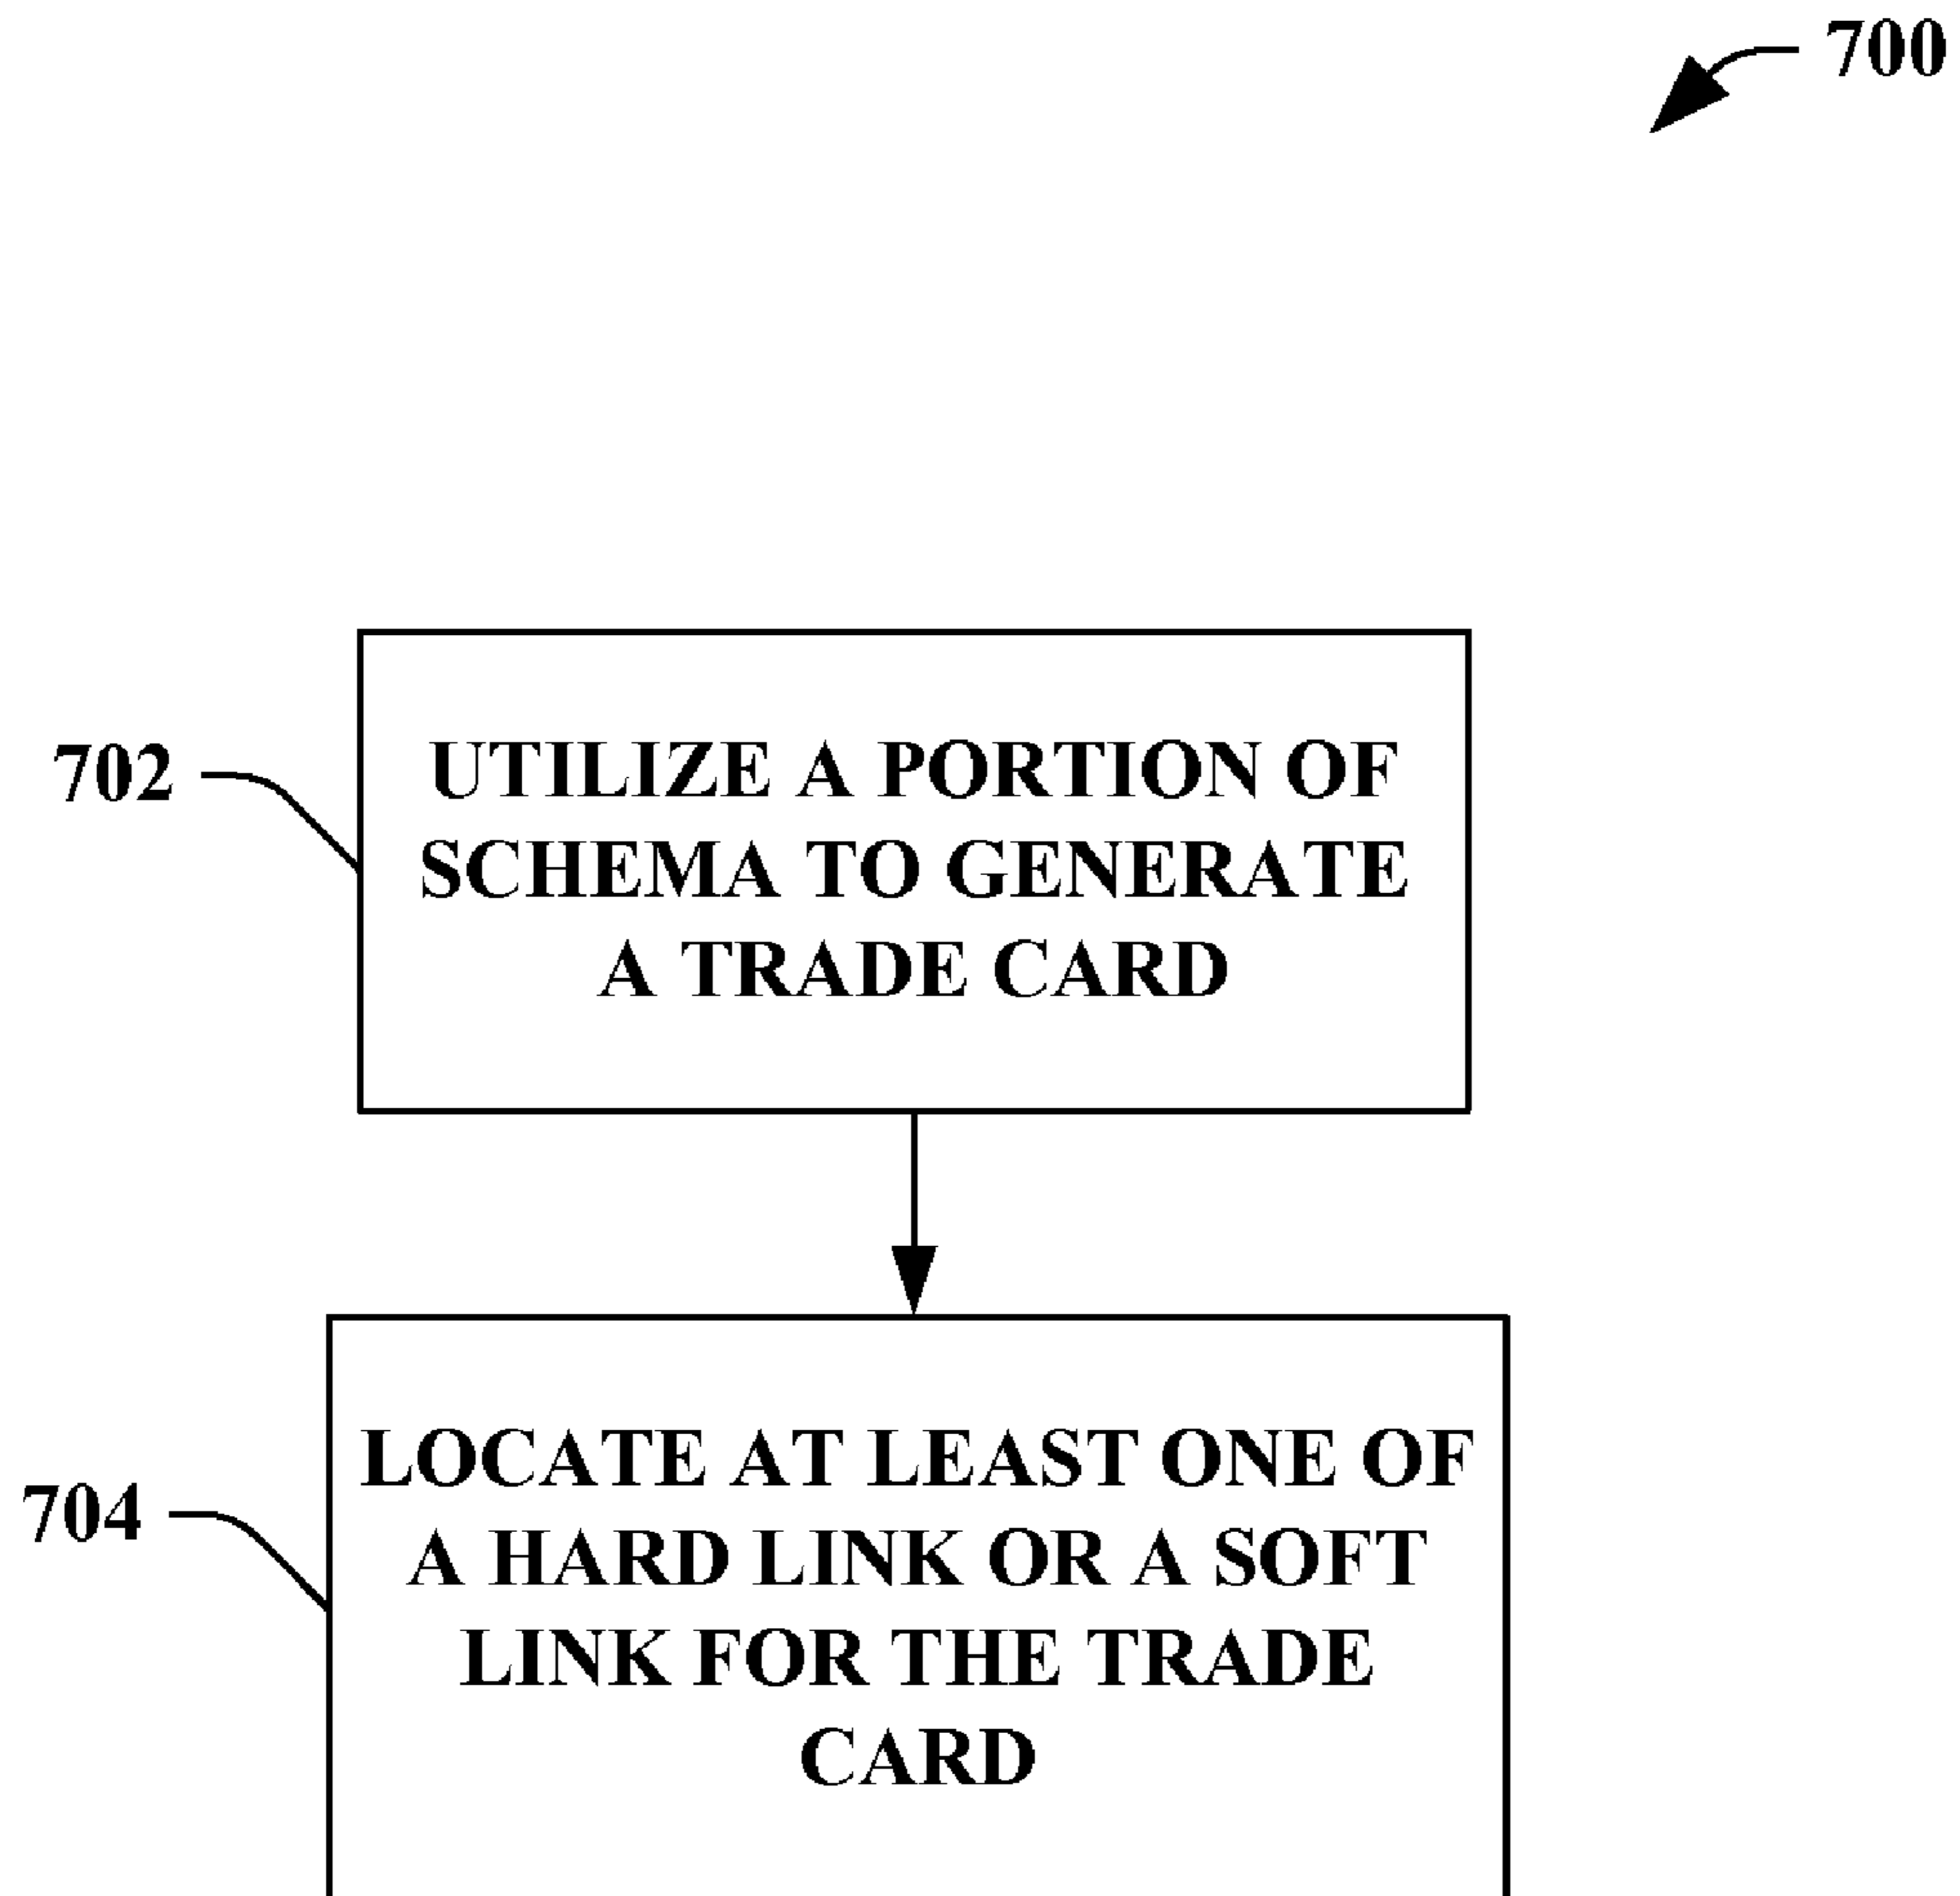 700
702
UTILIZE A PORTION OF
SCHEMA TO GENERATE
A TRADE CARD
704
LOCATE AT LEAST ONE OF
A HARD LINK OR A SOFT
LINK FOR THE TRADE
CARD